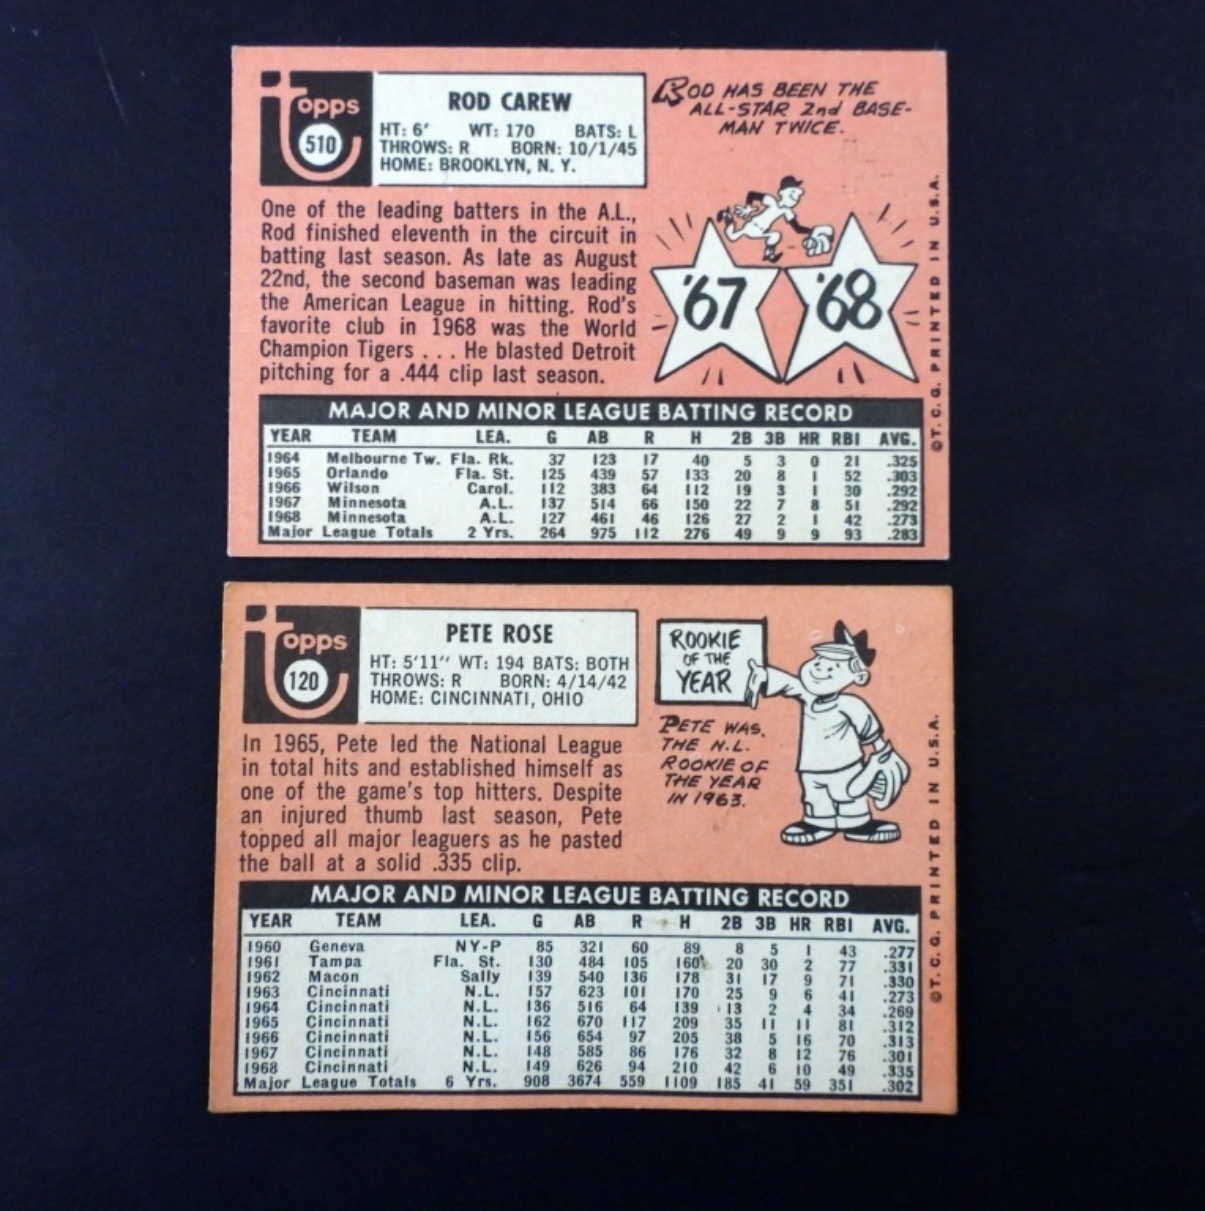 Topps
510
ROD CAREW
HT: 6' WT: 170 BATS: L
THROWS: R BORN: 10/1/45
HOME: BROOKLYN, N. Y.
ROD HAS BEEN THE
ALL-STAR 2nd BASE-
MAN TWICE.
'67 '68
One of the leading batters in the A.L.,
Rod finished eleventh in the circuit in
batting last season. As late as August
22nd, the second baseman was leading
the American League in hitting. Rod's
favorite club in 1968 was the World
Champion Tigers . . . He blasted Detroit
pitching for a .444 clip last season.
MAJOR AND MINOR LEAGUE BATTING RECORD
YEAR TEAM LEA. G AB R H 2B 3B HR RBI AVG.
1964 Melbourne Tw. Fla. Rk. 37 123 17 40 5 3 0 21 .325
1965 Orlando Fla. St. 125 439 57 133 20 8 1 52 .303
1966 Wilson Carol. 112 383 64 112 19 3 1 30 .292
1967 Minnesota A.L. 137 514 66 150 22 7 8 51 .292
1968 Minnesota A.L. 127 461 46 126 27 2 1 42 .273
Major League Totals 2 Yrs. 264 975 112 276 49 9 9 93 .283
©T. C. G. PRINTED IN U.S.A.
Topps
120
PETE ROSE
HT: 5'11" WT: 194 BATS: BOTH
THROWS: R BORN: 4/14/42
HOME: CINCINNATI, OHIO
ROOKIE
OF THE
YEAR
PETE WAS
THE N.L.
ROOKIE OF
THE YEAR
IN 1963.
In 1965, Pete led the National League
in total hits and established himself as
one of the game's top hitters. Despite
an injured thumb last season, Pete
topped all major leaguers as he pasted
the ball at a solid .335 clip.
MAJOR AND MINOR LEAGUE BATTING RECORD
YEAR TEAM LEA. G AB R H 2B 3B HR RBI AVG.
1960 Geneva NY-P 85 321 60 89 8 5 1 43 .277
1961 Tampa Fla. St. 130 484 105 160 20 30 2 77 .331
1962 Macon Sally 139 540 136 178 31 17 9 71 .330
1963 Cincinnati N.L. 157 623 101 170 25 9 6 41 .273
1964 Cincinnati N.L. 136 516 64 139 13 2 4 34 .269
1965 Cincinnati N.L. 162 670 117 209 35 11 11 81 .312
1966 Cincinnati N.L. 156 654 97 205 38 5 16 70 .313
1967 Cincinnati N.L. 148 585 86 176 32 8 12 76 .301
1968 Cincinnati N.L. 149 626 94 210 42 6 10 49 .335
Major League Totals 6 Yrs. 908 3674 559 1109 185 41 59 351 .302
©T. C. G. PRINTED IN U.S.A.